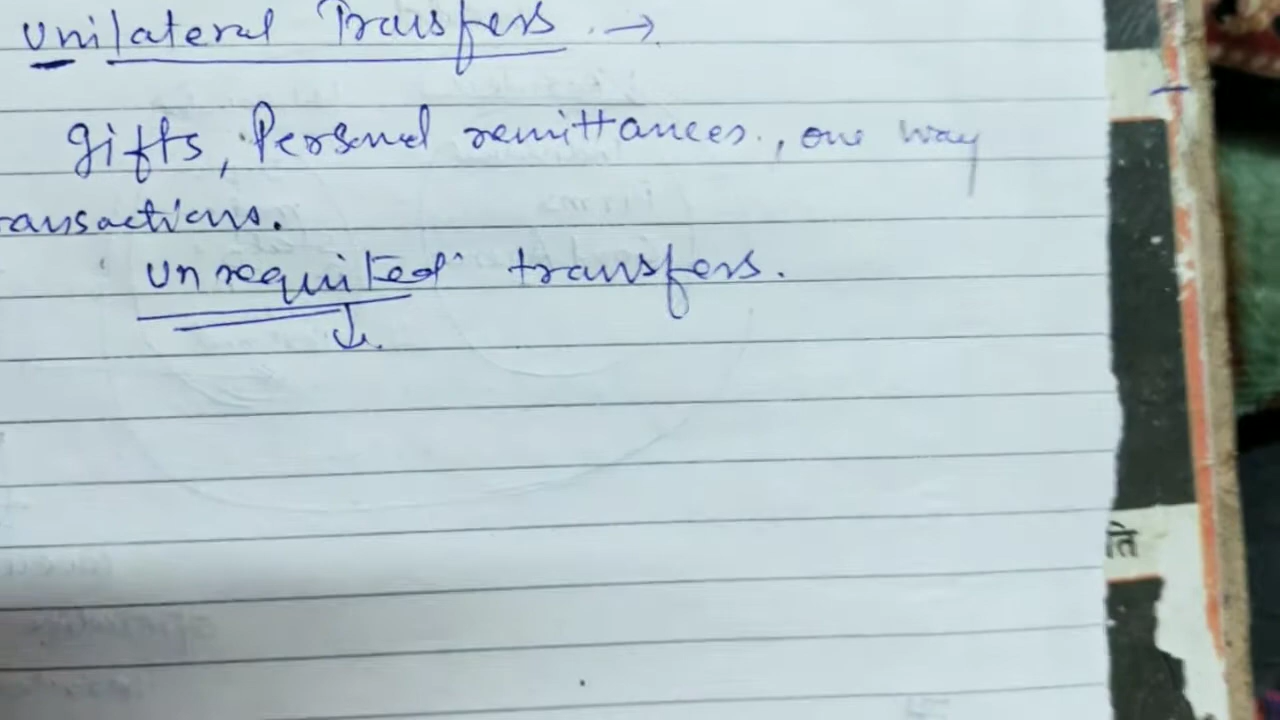 Unilateral Transfers →
gifts, Personal remittances, one way
ransactions.
unrequited transfers.
ति